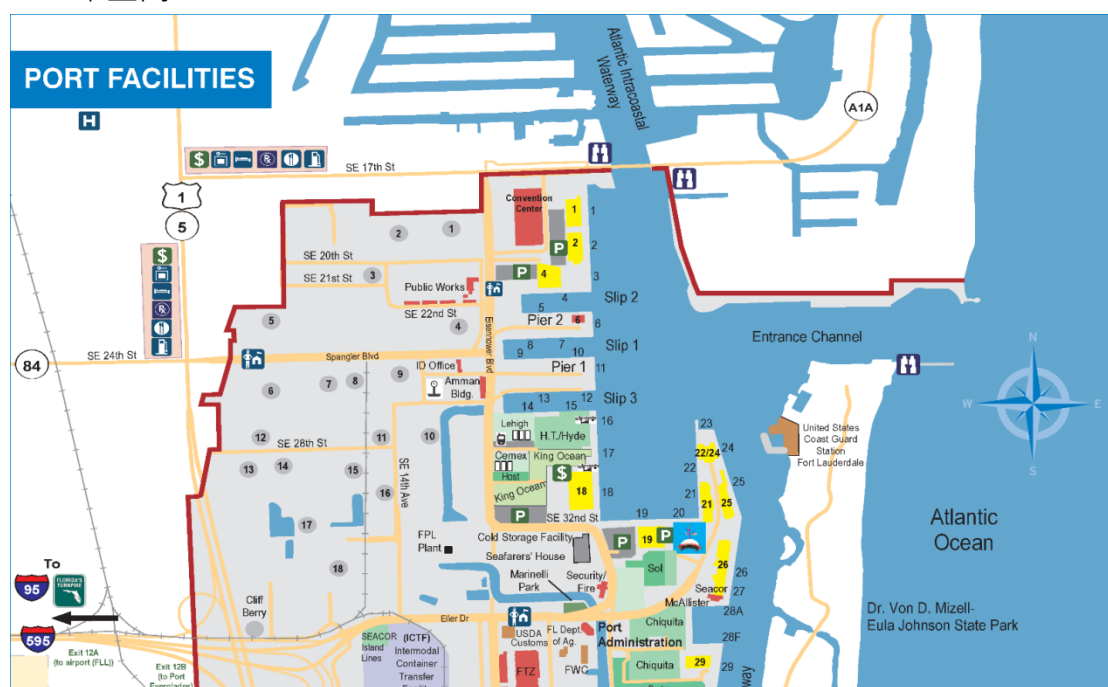 PORT FACILITIES
H
Atlantic Intracoastal
Waterway
A1A
$
SE 17th St
1
5
Convention
Center
1
1
2
2
P
3
P
4
1
2
SE 20th St
3
SE 21st St
Public Works
SE 22nd St
4
5
4
5
Slip 2
Pier 2
6
6
Eisenhower Blvd
Entrance Channel
84
SE 24th St
Spangler Blvd
9
8
7
10
Slip 1
ID Office
Pier 1
11
6
7
8
9
Amman
Bldg.
14
13
15
12
Slip 3
16
Lehigh
H.T./Hyde
Cemex
King Ocean
Host
17
King Ocean
$
18
18
P
SE 32nd St
10
11
12
SE 28th St
13
14
15
16
SE 14th Ave
17
18
23
22/24
24
22
21
21
25
25
19
20
P
19
P
26
26
27
28A
28F
29
29
United States
Coast Guard
Station
Fort Lauderdale
N
W
E
S
Atlantic
Ocean
Dr. Von D. Mizell-
Eula Johnson State Park
FPL
Plant
Cold Storage Facility
Seafarers' House
Marinelli
Park
Security/
Fire
Sol
Seacor
McAllister
Chiquita
Port
Administration
Chiquita
To
95
FLORIDA'S
TURNPIKE
595
Cliff
Berry
Eller Dr
Exit 12A
(to airport (FLL))
Exit 12B
(to Port
SEACOR
Island
Lines
(ICTF)
Intermodal
Container
Transfer
USDA
Customs
FL Dept.
of Ag.
FTZ
FWC